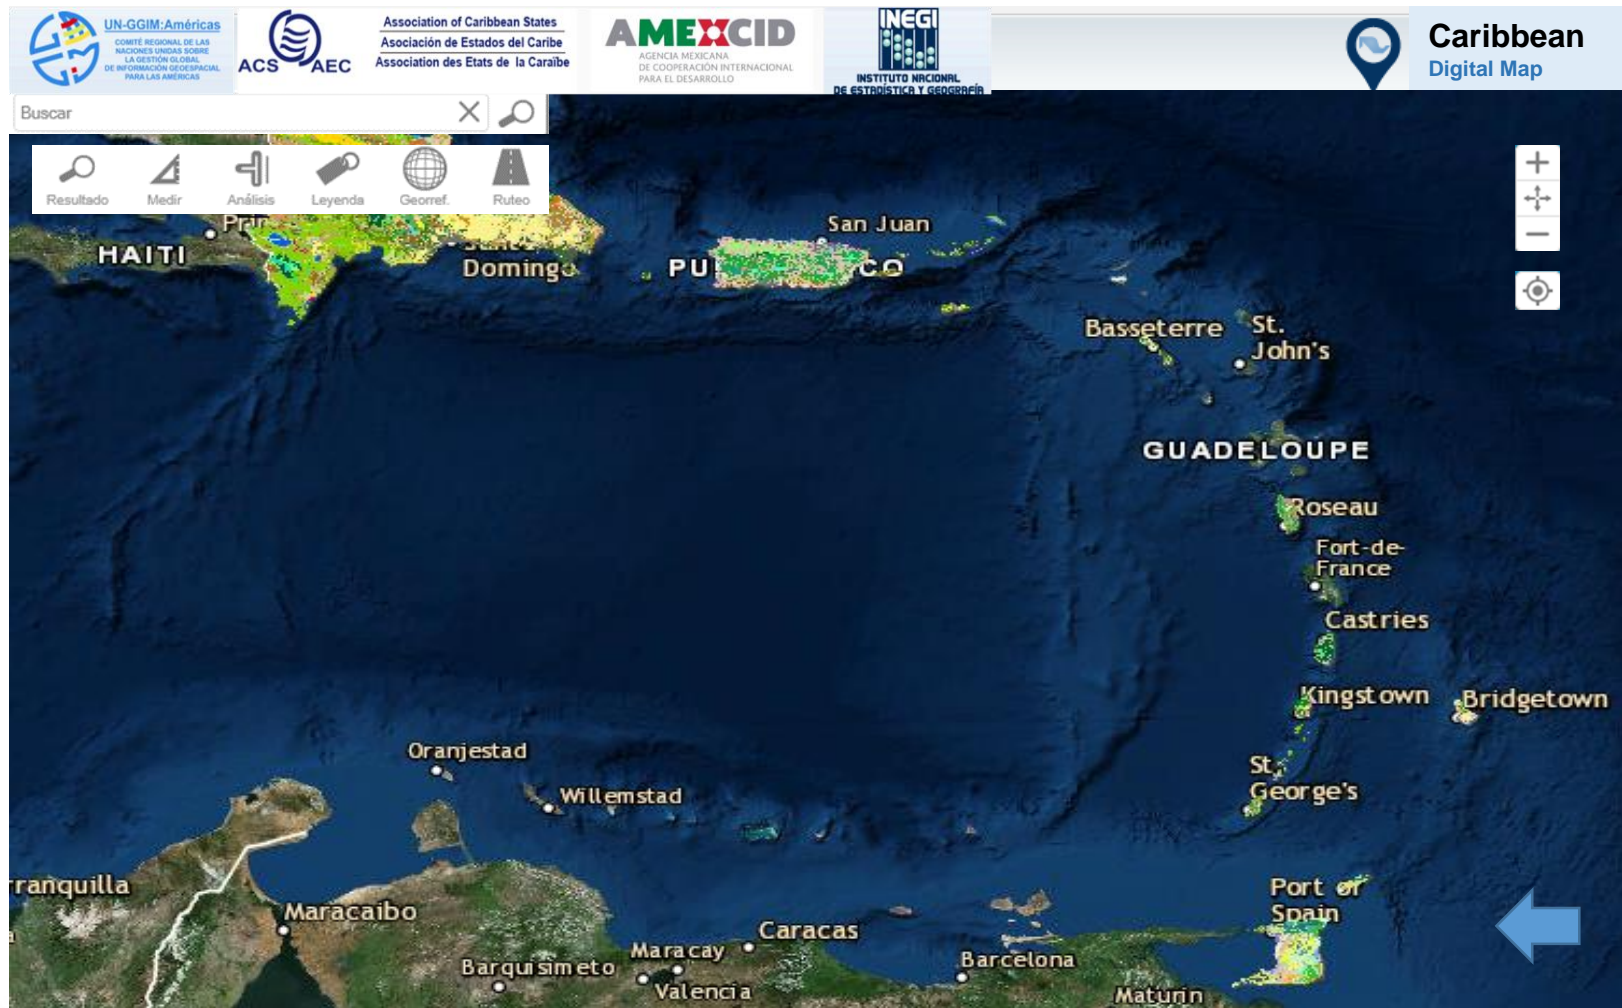 UN-GGIM:Américas
COMITÉ REGIONAL DE LAS
NACIONES UNIDAS SOBRE
LA GESTIÓN GLOBAL
DE INFORMACIÓN GEOESPACIAL
PARA LAS AMÉRICAS
ACS AEC
Association of Caribbean States
Asociación de Estados del Caribe
Association des Etats de la Caraïbe
AMEXCID
AGENCIA MEXICANA
DE COOPERACIÓN INTERNACIONAL
PARA EL DESARROLLO
INEGI
INSTITUTO NACIONAL
DE ESTADÍSTICA Y GEOGRAFÍA
Caribbean
Digital Map
Buscar
Resultado
Medir
Análisis
Leyenda
Georref.
Ruteo
HAITI
Domingo
San Juan
PU CO
Basseterre
St.
John's
GUADELOUPE
Roseau
Fort-de-
France
Castries
Kingstown
Bridgetown
St.
George's
Oranjestad
Willemstad
rranquilla
Maracaibo
Port of
Spain
Caracas
Maracay
Barquisimeto
Valencia
Barcelona
Maturin